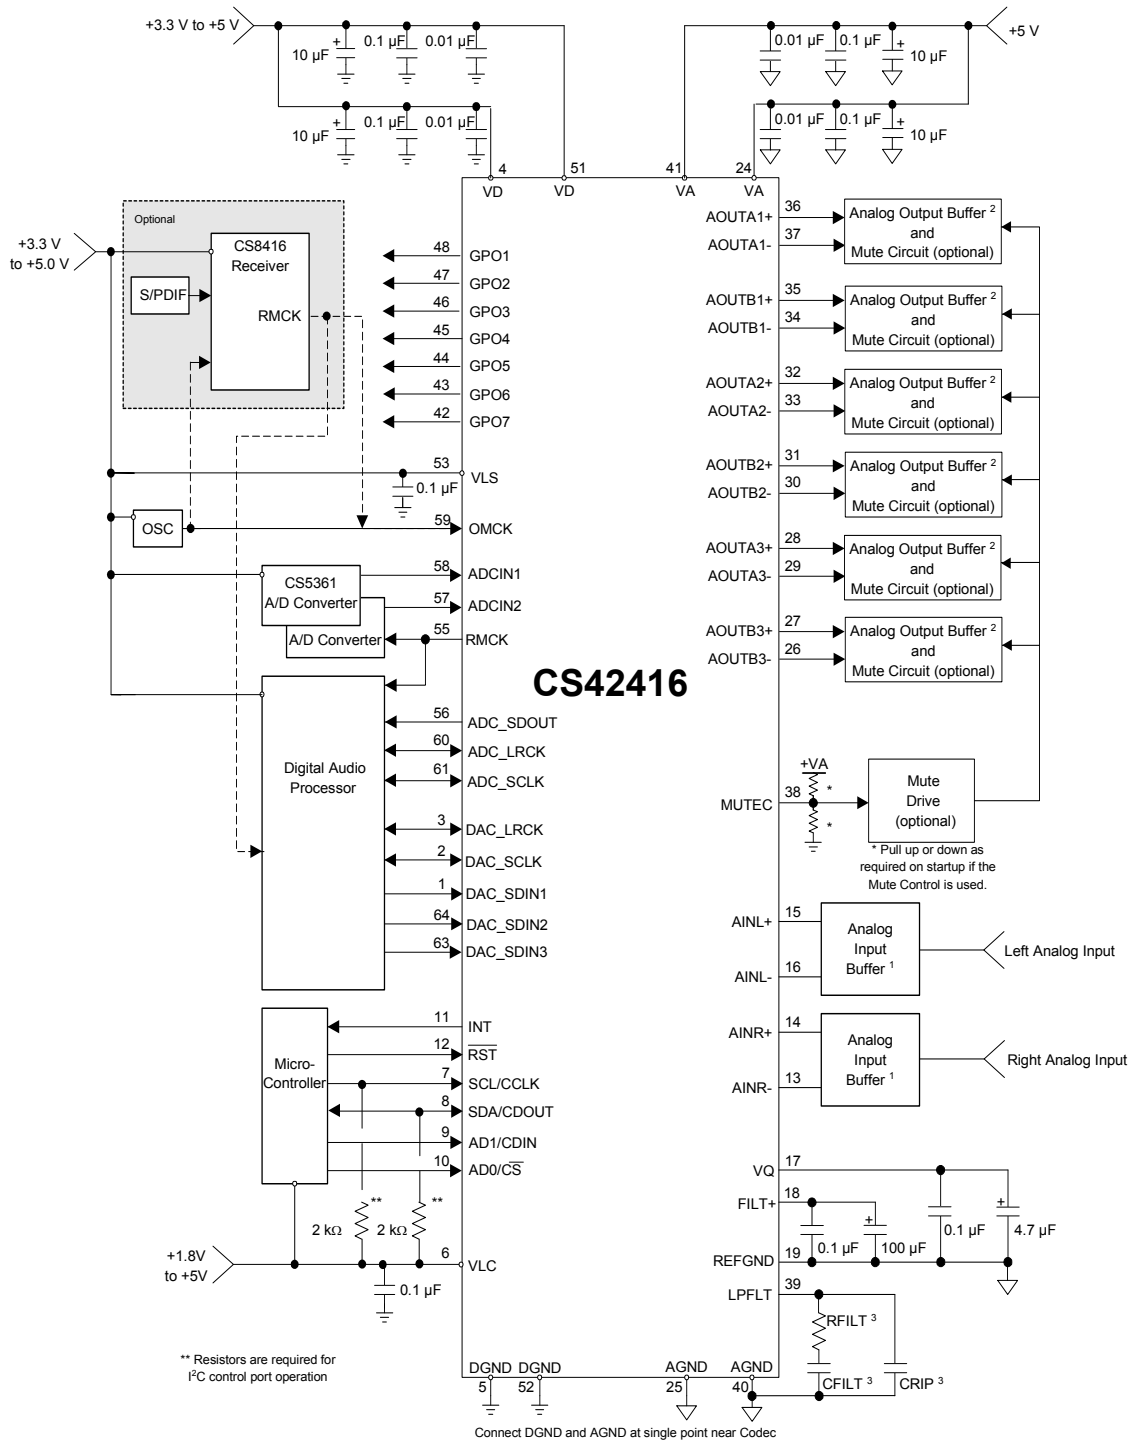 +3.3 V to +5 V
10 µF
+
0.1 µF
0.01 µF
10 µF
+
0.1 µF
0.01 µF
0.01 µF
0.1 µF
+
10 µF
+5 V
0.01 µF
0.1 µF
+
10 µF
4
51
41
24
VD
VD
VA
VA
Optional
+3.3 V
to +5.0 V
CS8416
Receiver
S/PDIF
RMCK
48
GPO1
47
GPO2
46
GPO3
45
GPO4
44
GPO5
43
GPO6
42
GPO7
53
VLS
0.1 µF
OSC
59
OMCK
CS5361
A/D Converter
A/D Converter
58
ADCIN1
57
ADCIN2
55
RMCK
CS42416
Digital Audio
Processor
56
ADC_SDOUT
60
ADC_LRCK
61
ADC_SCLK
3
DAC_LRCK
2
DAC_SCLK
1
DAC_SDIN1
64
DAC_SDIN2
63
DAC_SDIN3
Micro-
Controller
11
INT
12
RST
7
SCL/CCLK
8
SDA/CDOUT
9
AD1/CDIN
10
AD0/CS
**
**
2 kΩ
2 kΩ
+1.8V
to +5V
6
VLC
0.1 µF
** Resistors are required for
I²C control port operation
AOUTA1+
36
AOUTA1-
37
Analog Output Buffer ²
and
Mute Circuit (optional)
AOUTB1+
35
AOUTB1-
34
Analog Output Buffer ²
and
Mute Circuit (optional)
AOUTA2+
32
AOUTA2-
33
Analog Output Buffer ²
and
Mute Circuit (optional)
AOUTB2+
31
AOUTB2-
30
Analog Output Buffer ²
and
Mute Circuit (optional)
AOUTA3+
28
AOUTA3-
29
Analog Output Buffer ²
and
Mute Circuit (optional)
AOUTB3+
27
AOUTB3-
26
Analog Output Buffer ²
and
Mute Circuit (optional)
+VA
*
MUTEC
38
*
Mute
Drive
(optional)
* Pull up or down as
required on startup if the
Mute Control is used.
AINL+
15
AINL-
16
Analog
Input
Buffer ¹
Left Analog Input
AINR+
14
AINR-
13
Analog
Input
Buffer ¹
Right Analog Input
VQ
17
FILT+
18
0.1 µF
+
100 µF
0.1 µF
+
4.7 µF
REFGND
19
LPFLT
39
RFILT ³
CFILT ³
CRIP ³
DGND
DGND
AGND
AGND
5
52
25
40
Connect DGND and AGND at single point near Codec